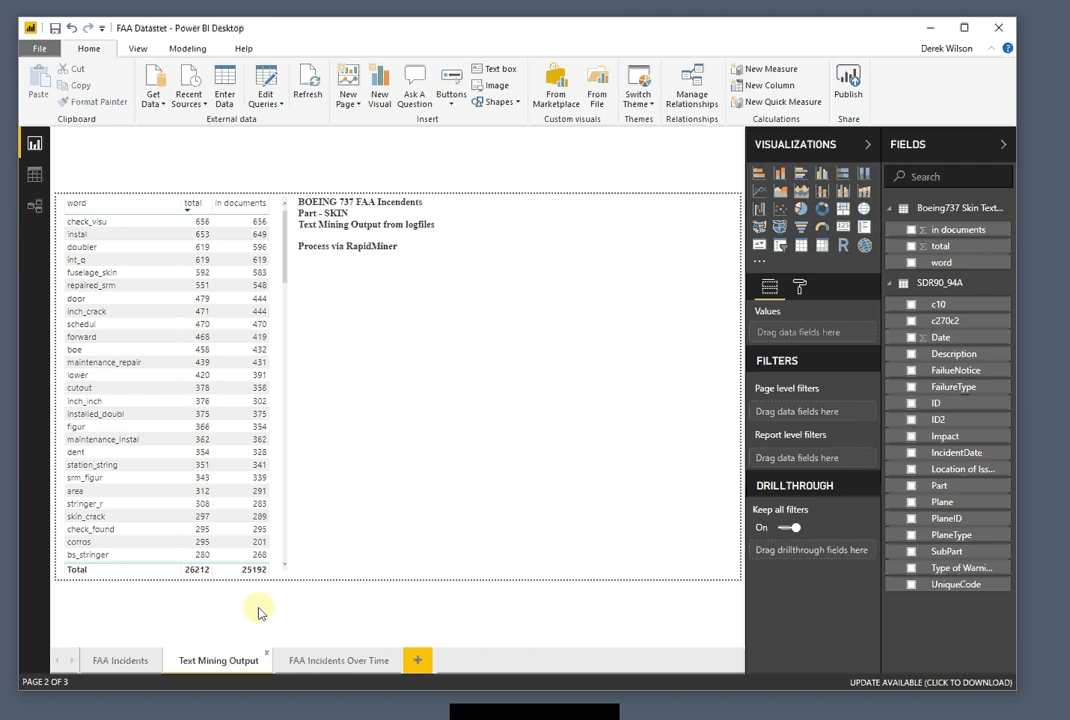 FAA Datastet - Power BI Desktop
File Home View Modeling Help Derek Wilson
Paste Cut Copy Format Painter
Clipboard
Get Data Recent Sources Enter Data Edit Queries Refresh
External data
New Page New Visual Ask A Question Buttons Text box Image Shapes
Insert
From Marketplace From File
Custom visuals
Switch Theme
Themes
Manage Relationships
Relationships
New Measure
New Column
New Quick Measure
Calculations
Publish
Share
word total in documents
check_visu 656 656
instal 653 649
doubler 619 596
int_q 619 619
fuselage_skin 592 583
repaired_srm 551 548
door 479 444
inch_crack 471 444
schedul 470 470
forward 468 419
boe 458 432
maintenance_repair 439 431
lower 420 391
cutout 378 358
inch_inch 376 302
installed_doubl 375 375
figur 366 354
maintenance_instal 362 362
dent 354 328
station_string 351 341
srm_figur 343 339
area 312 291
stringer_r 308 283
skin_crack 297 289
check_found 295 295
corros 295 201
bs_stringer 280 268
Total 26212 25192
BOEING 737 FAA Incendents
Part - SKIN
Text Mining Output from logfiles
Process via RapidMiner
VISUALIZATIONS
Values
Drag data fields here
FILTERS
Page level filters
Drag data fields here
Report level filters
Drag data fields here
DRILLTHROUGH
Keep all filters
On
Drag drillthrough fields here
FIELDS
Search
Boeing737 Skin Text...
Σ in documents
Σ total
word
SDR90_94A
c10
c270c2
Σ Date
Description
FailueNotice
FailureType
ID
ID2
Impact
IncidentDate
Location of Iss...
Part
Plane
PlaneID
PlaneType
SubPart
Type of Warni...
UniqueCode
FAA Incidents Text Mining Output FAA Incidents Over Time
PAGE 2 OF 3
UPDATE AVAILABLE (CLICK TO DOWNLOAD)